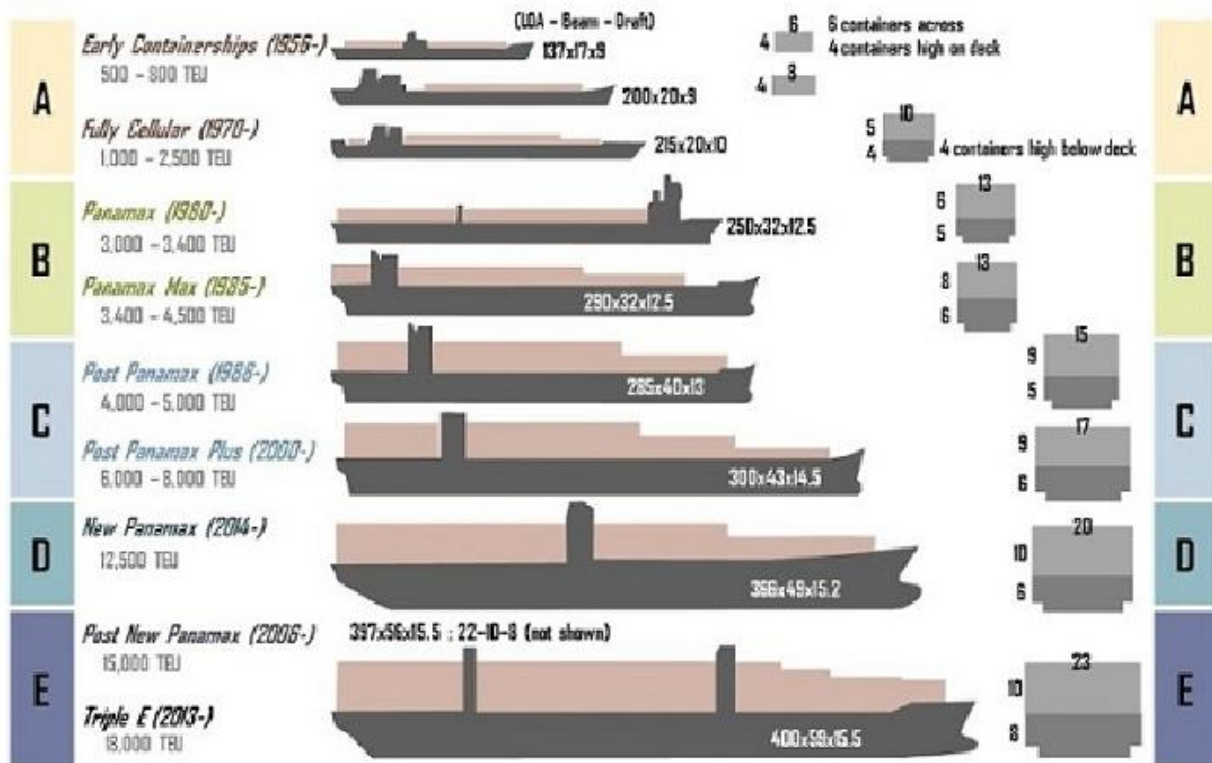 (LOA – Beam – Draft)
A
Early Containerships (1956-)
500 – 800 TEU
137x17x9
6
4
6 containers across
4 containers high on deck
A
200x20x9
8
4
Fully Cellular (1970-)
1,000 – 2,500 TEU
215x20x10
10
5
4
4 containers high below deck
B
Panamax (1980-)
3,000 – 3,400 TEU
250x32x12.5
13
6
5
B
Panamax Max (1985-)
3,400 – 4,500 TEU
290x32x12.5
13
8
6
C
Post Panamax (1988-)
4,000 – 5,000 TEU
285x40x13
15
9
5
C
Post Panamax Plus (2000-)
6,000 – 8,000 TEU
300x43x14.5
17
9
6
D
New Panamax (2014-)
12,500 TEU
366x49x15.2
20
10
6
D
E
Post New Panamax (2006-)
15,000 TEU
397x56x15.5 ; 22-10-8 (not shown)
Triple E (2013-)
18,000 TEU
400x59x15.5
23
10
8
E